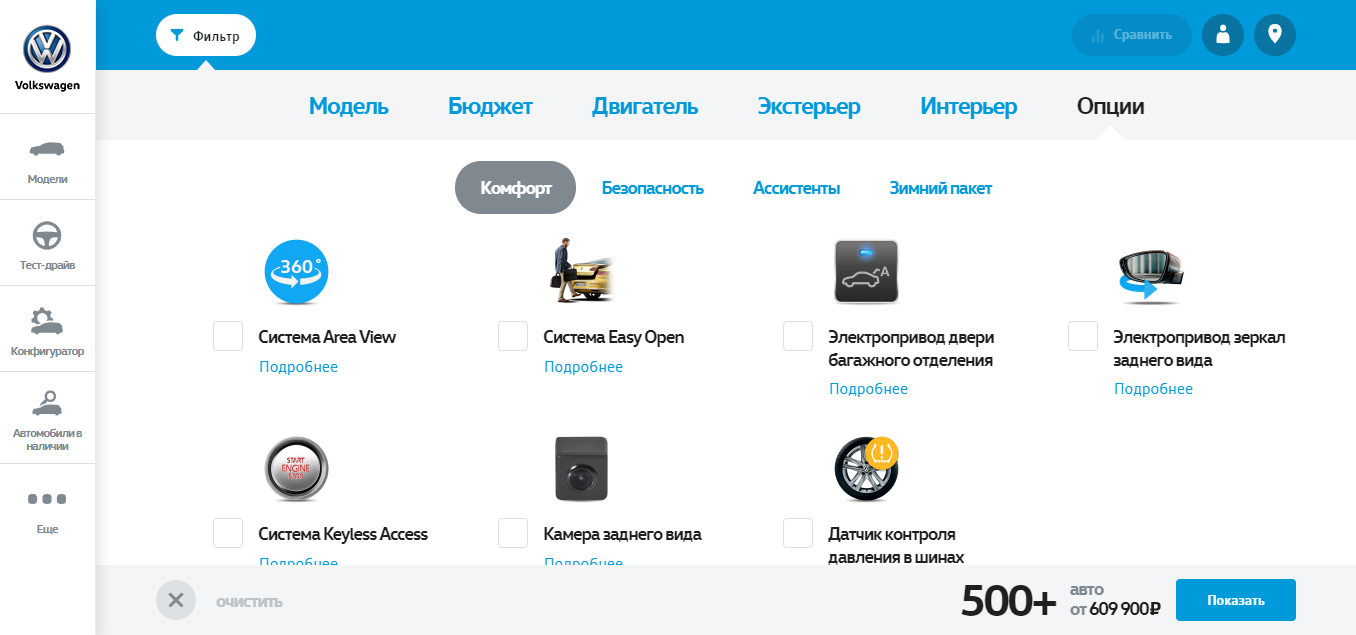 Volkswagen
Модели
Тест-драйв
Конфигуратор
Автомобили в
наличии
Еще
Фильтр
Сравнить
Модель Бюджет Двигатель Экстерьер Интерьер Опции
Комфорт Безопасность Ассистенты Зимний пакет
360°
Система Area View
Подробнее
Система Easy Open
Подробнее
A
Электропривод двери
багажного отделения
Подробнее
Электропривод зеркал
заднего вида
Подробнее
START
ENGINE
STOP
Система Keyless Access
Подробнее
Камера заднего вида
Подробнее
Датчик контроля
давления в шинах
очистить
500+ авто
от 609 900₽
Показать